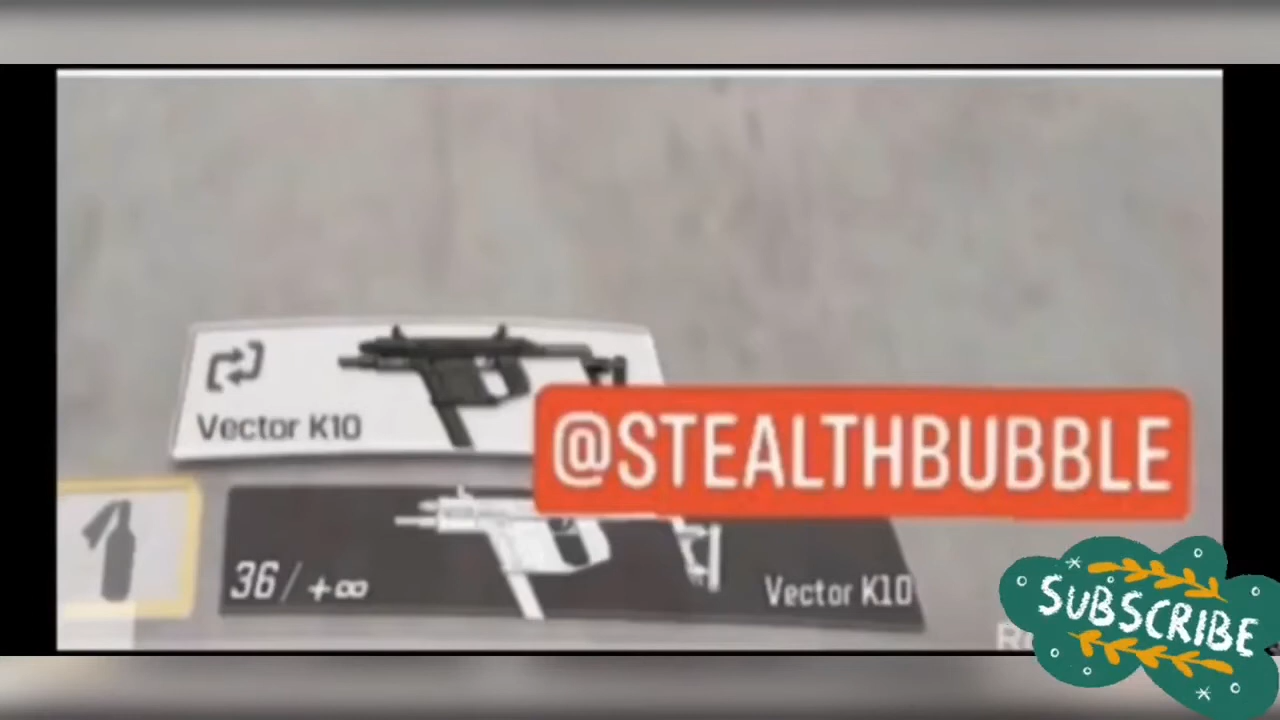 Vector K10
@STEALTHBUBBLE
36/+∞
Vector K10
SUBSCRIBE